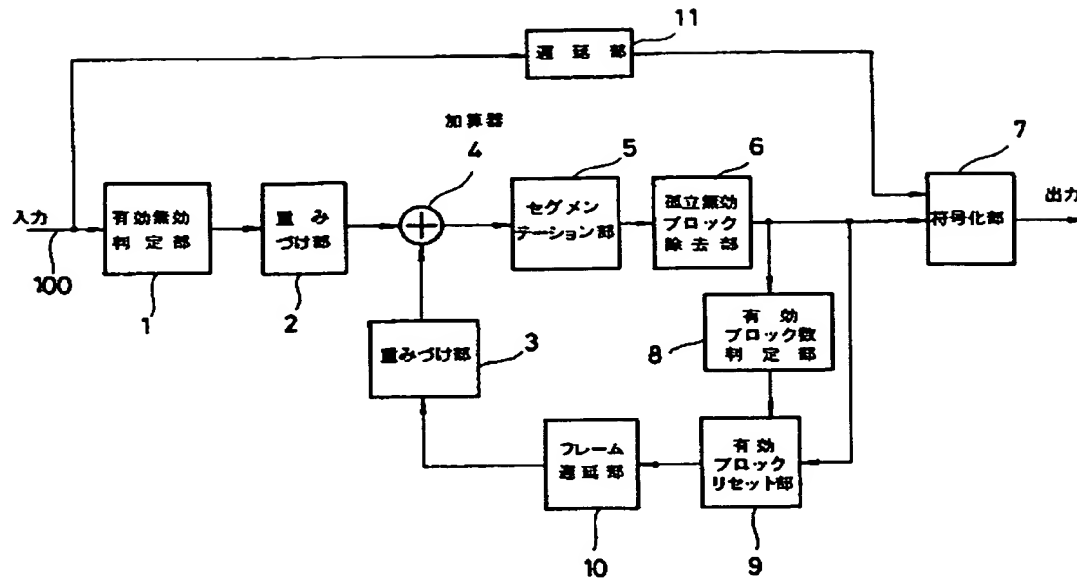 11
遅延部
加算器
4
5
6
7
入力
有効無効
判定部
重み
づけ部
セグメン
テーション部
孤立無効
ブロック
除去部
符号化部
出力
100
1
2
重みづけ部
3
8
有効
ブロック数
判定部
フレーム
遅延部
有効
ブロック
リセット部
10
9